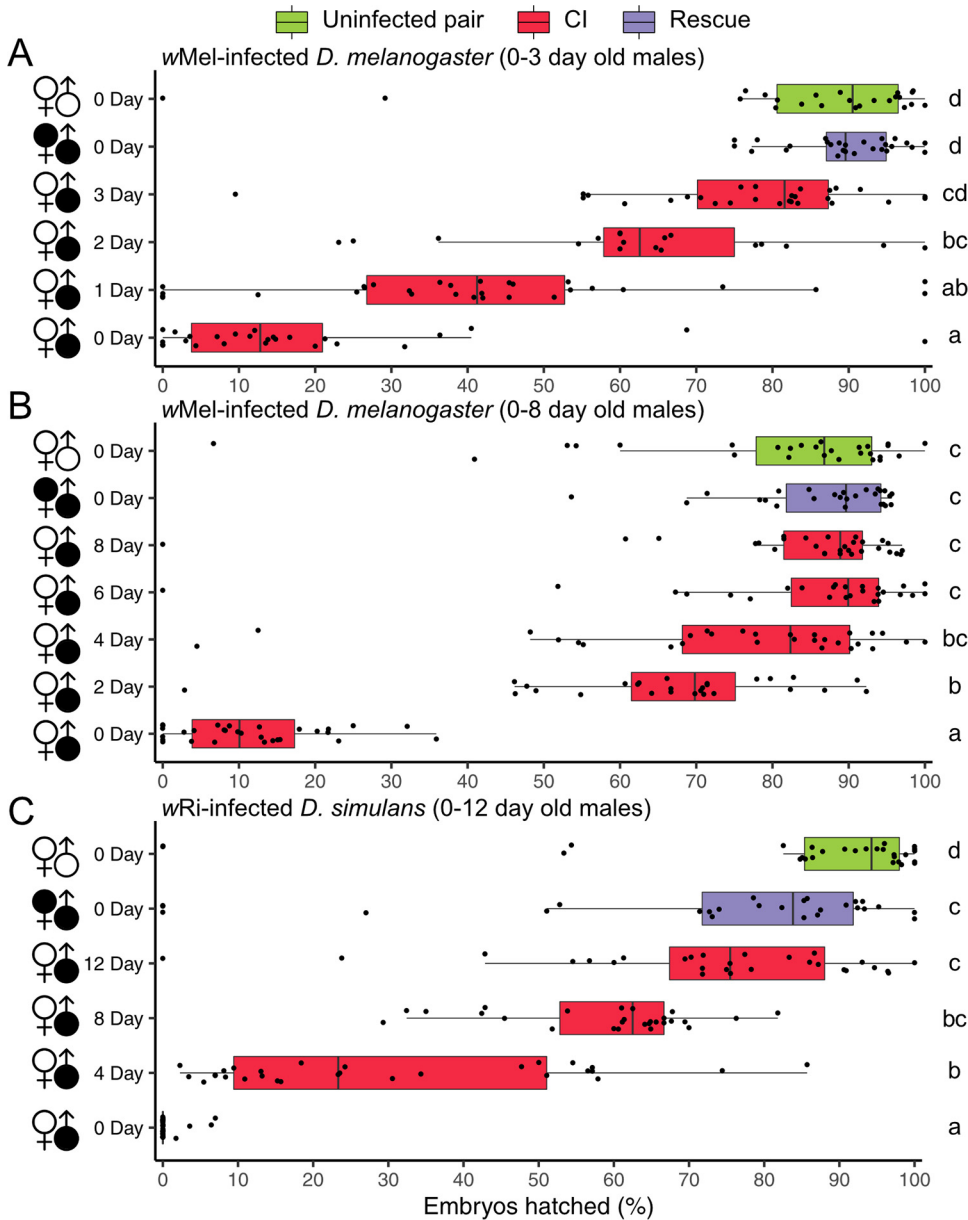 Uninfected pair CI Rescue
A wMel-infected D. melanogaster (0-3 day old males)
0 Day d
0 Day d
3 Day cd
2 Day bc
1 Day ab
0 Day a
0 10 20 30 40 50 60 70 80 90 100
B wMel-infected D. melanogaster (0-8 day old males)
0 Day c
0 Day c
8 Day c
6 Day c
4 Day bc
2 Day b
0 Day a
0 10 20 30 40 50 60 70 80 90 100
C wRi-infected D. simulans (0-12 day old males)
0 Day d
0 Day c
12 Day c
8 Day bc
4 Day b
0 Day a
0 10 20 30 40 50 60 70 80 90 100
Embryos hatched (%)